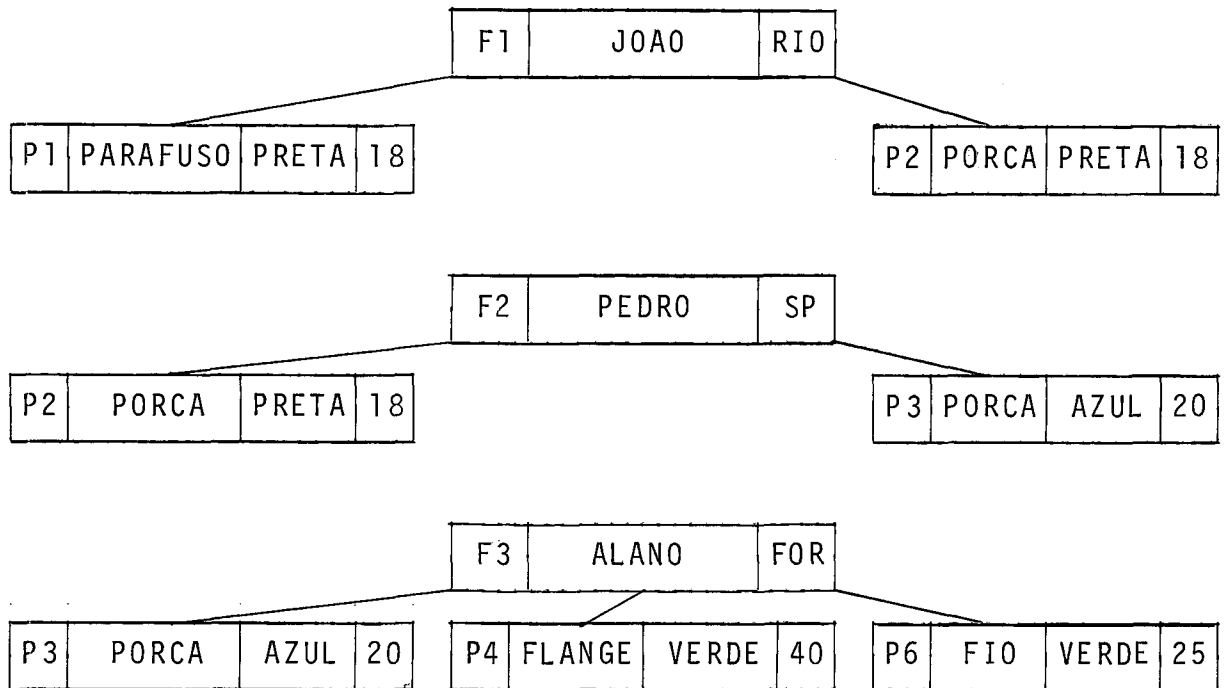 F1 JOAO RIO
P1 PARAFUSO PRETA 18 P2 PORCA PRETA 18
F2 PEDRO SP
P2 PORCA PRETA 18 P3 PORCA AZUL 20
F3 ALANO FOR
P3 PORCA AZUL 20 P4 FLANGE VERDE 40 P6 FIO VERDE 25